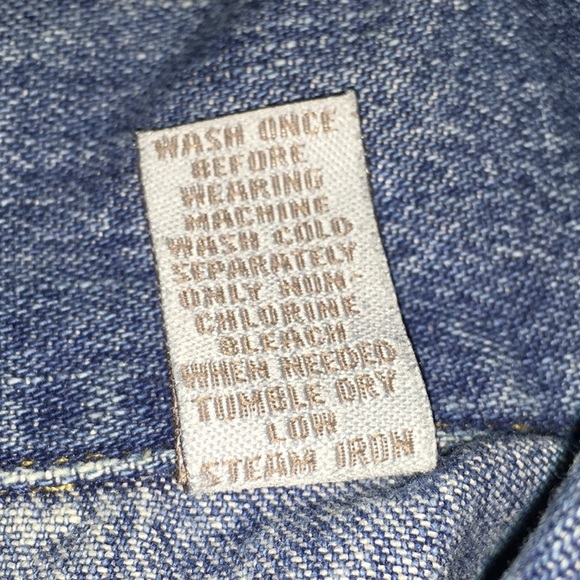 WASH ONCE
BEFORE
WEARING
MACHINE
WASH COLD
SEPARATELY
ONLY NON-
CHLORINE
BLEACH
WHEN NEEDED
TUMBLE DRY
LOW
STEAM IRON